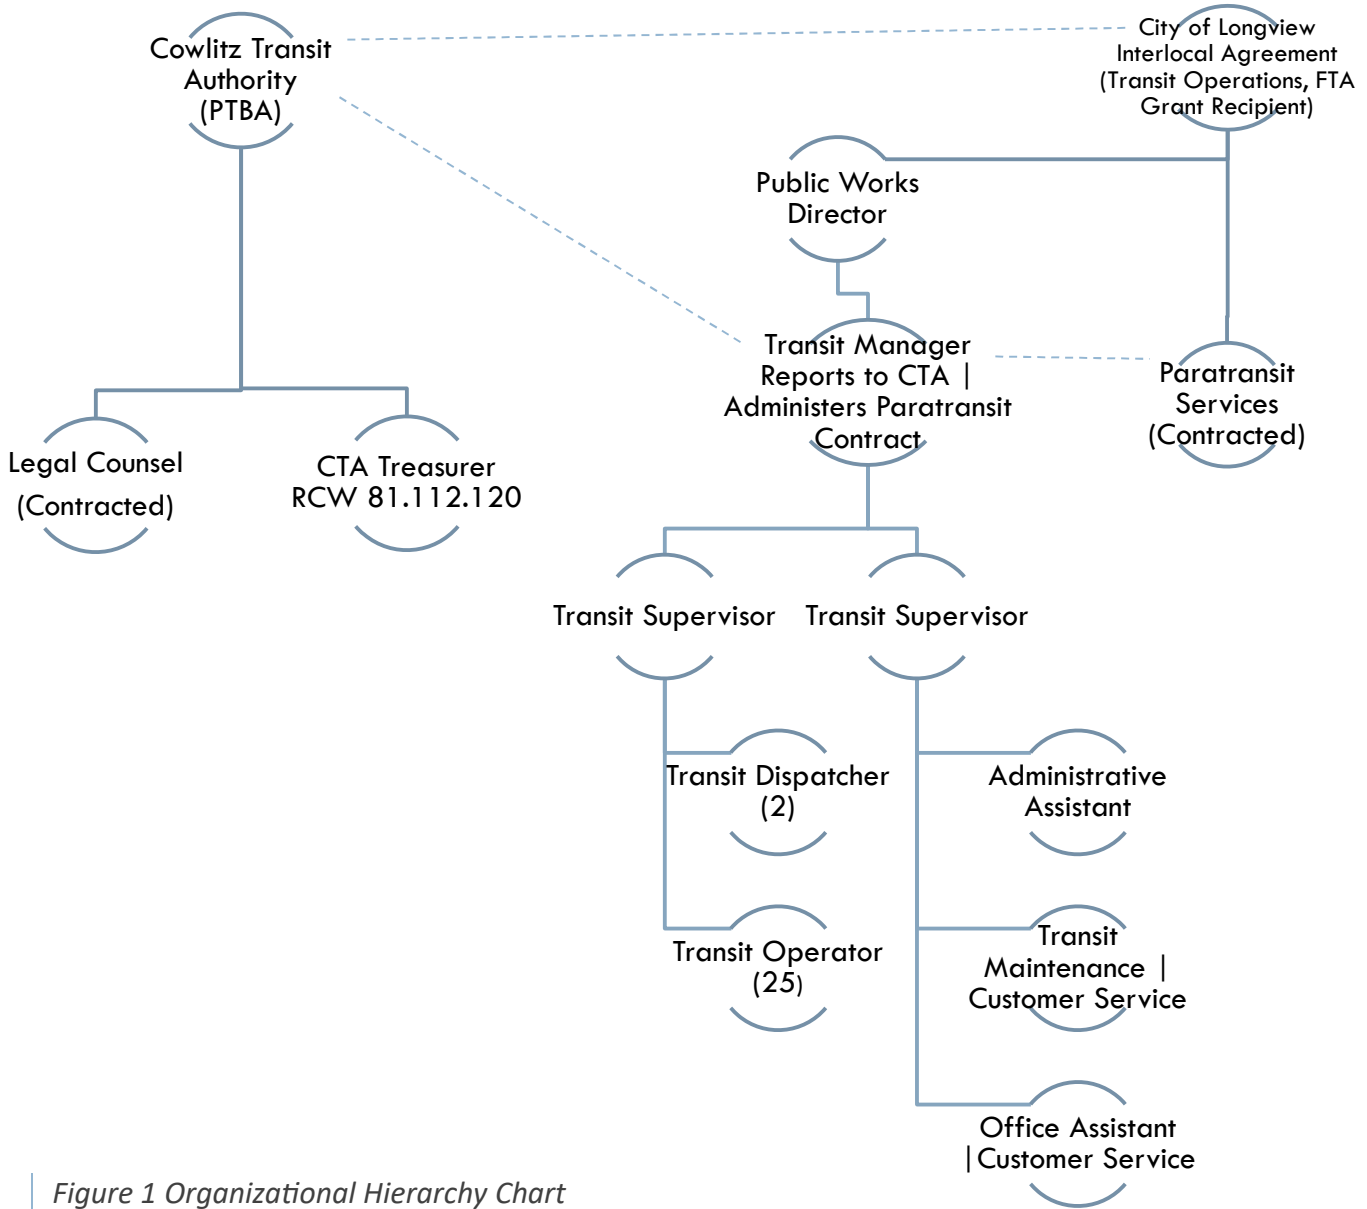 Cowlitz Transit
Authority
(PTBA)
City of Longview
Interlocal Agreement
(Transit Operations, FTA
Grant Recipient)
Public Works
Director
Transit Manager
Reports to CTA |
Administers Paratransit
Contract
Paratransit
Services
(Contracted)
Legal Counsel
(Contracted)
CTA Treasurer
RCW 81.112.120
Transit Supervisor
Transit Supervisor
Transit Dispatcher
(2)
Administrative
Assistant
Transit Operator
(25)
Transit
Maintenance |
Customer Service
Office Assistant
|Customer Service
Figure 1 Organizational Hierarchy Chart